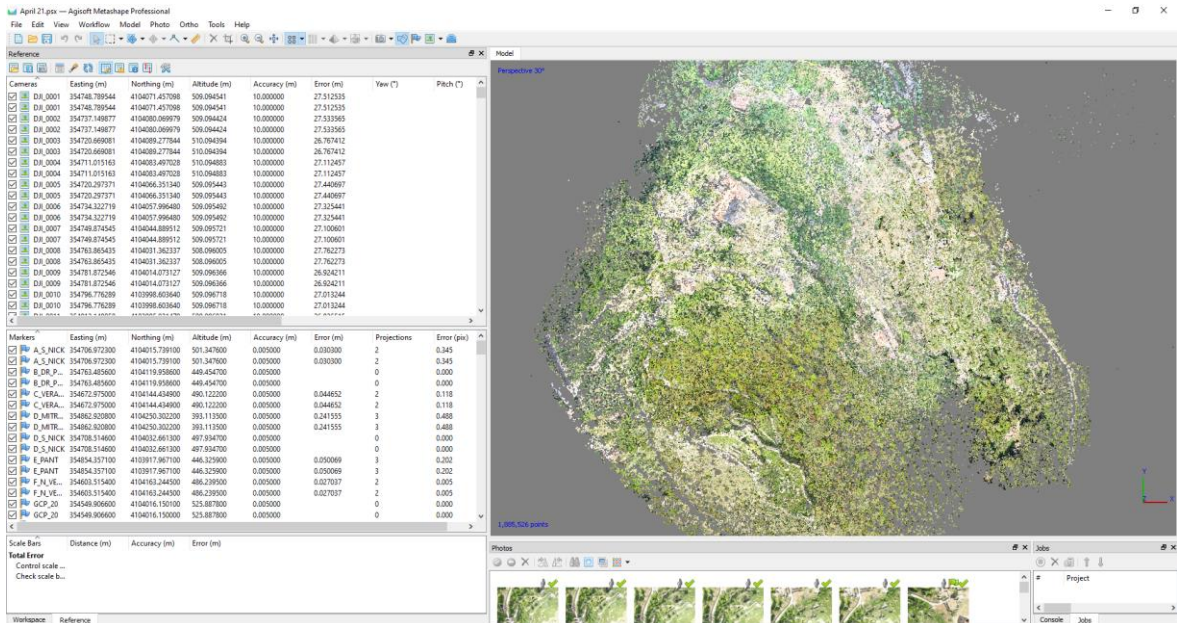 April 21.psx — Agisoft Metashape Professional
File Edit View Workflow Model Photo Ortho Tools Help
Reference
Model
Perspective 30°
Cameras Easting (m) Northing (m) Altitude (m) Accuracy (m) Error (m) Yaw (°) Pitch (°)
DJI_0001 354748.789544 4104071.457098 509.094541 10.000000 27.512535
DJI_0001 354748.789544 4104071.457098 509.094541 10.000000 27.512535
DJI_0002 354737.149877 4104080.069979 509.094424 10.000000 27.533565
DJI_0002 354737.149877 4104080.069979 509.094424 10.000000 27.533565
DJI_0003 354720.669081 4104089.277844 510.094394 10.000000 26.767412
DJI_0003 354720.669081 4104089.277844 510.094394 10.000000 26.767412
DJI_0004 354711.015163 4104083.497028 510.094883 10.000000 27.112457
DJI_0004 354711.015163 4104083.497028 510.094883 10.000000 27.112457
DJI_0005 354720.297371 4104066.351340 509.095443 10.000000 27.440697
DJI_0005 354720.297371 4104066.351340 509.095443 10.000000 27.440697
DJI_0006 354734.322719 4104057.996480 509.095492 10.000000 27.325441
DJI_0006 354734.322719 4104057.996480 509.095492 10.000000 27.325441
DJI_0007 354749.874545 4104044.889512 509.095721 10.000000 27.100601
DJI_0007 354749.874545 4104044.889512 509.095721 10.000000 27.100601
DJI_0008 354763.865435 4104031.362337 508.096005 10.000000 27.762273
DJI_0008 354763.865435 4104031.362337 508.096005 10.000000 27.762273
DJI_0009 354781.872546 4104014.073127 509.096366 10.000000 26.924211
DJI_0009 354781.872546 4104014.073127 509.096366 10.000000 26.924211
DJI_0010 354796.776289 4103998.603640 509.096718 10.000000 27.013244
DJI_0010 354796.776289 4103998.603640 509.096718 10.000000 27.013244
Markers Easting (m) Northing (m) Altitude (m) Accuracy (m) Error (m) Projections Error (pix)
A_S_NICK 354706.972300 4104015.739100 501.347600 0.005000 0.030300 2 0.345
A_S_NICK 354706.972300 4104015.739100 501.347600 0.005000 0.030300 2 0.345
B_DR_P... 354763.485600 4104119.958600 449.454700 0.005000 0 0.000
B_DR_P... 354763.485600 4104119.958600 449.454700 0.005000 0 0.000
C_VERA... 354672.975000 4104144.434900 490.122200 0.005000 0.044652 2 0.118
C_VERA... 354672.975000 4104144.434900 490.122200 0.005000 0.044652 2 0.118
D_MITR... 354862.920800 4104250.302200 393.113500 0.005000 0.241555 3 0.488
D_MITR... 354862.920800 4104250.302200 393.113500 0.005000 0.241555 3 0.488
D_S_NICK 354708.514600 4104032.661300 497.934700 0.005000 0 0.000
D_S_NICK 354708.514600 4104032.661300 497.934700 0.005000 0 0.000
E_PANT 354854.357100 4103917.967100 446.325900 0.005000 0.050069 3 0.202
E_PANT 354854.357100 4103917.967100 446.325900 0.005000 0.050069 3 0.202
F_N_VE... 354603.515400 4104163.244500 486.239500 0.005000 0.027037 2 0.005
F_N_VE... 354603.515400 4104163.244500 486.239500 0.005000 0.027037 2 0.005
GCP_20 354549.906600 4104016.150100 525.887800 0.005000 0 0.000
GCP_20 354549.906600 4104016.150000 525.887800 0.005000 0 0.000
Y
Z X
1,885,526 points
Scale Bars Distance (m) Accuracy (m) Error (m)
Total Error
Control scale ...
Check scale b...
Photos
Jobs
# Project
Workspace Reference
Console Jobs